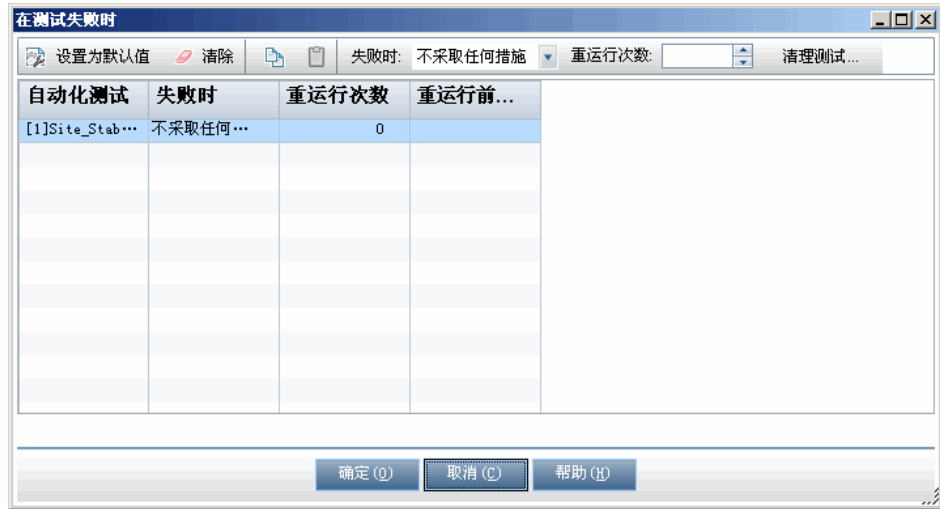 在测试失败时
设置为默认值 清除 失败时: 不采取任何措施 重运行次数: 清理测试...
自动化测试 失败时 重运行次数 重运行前...
[1]Site_Stab… 不采取任何… 0
确定(O) 取消(C) 帮助(H)